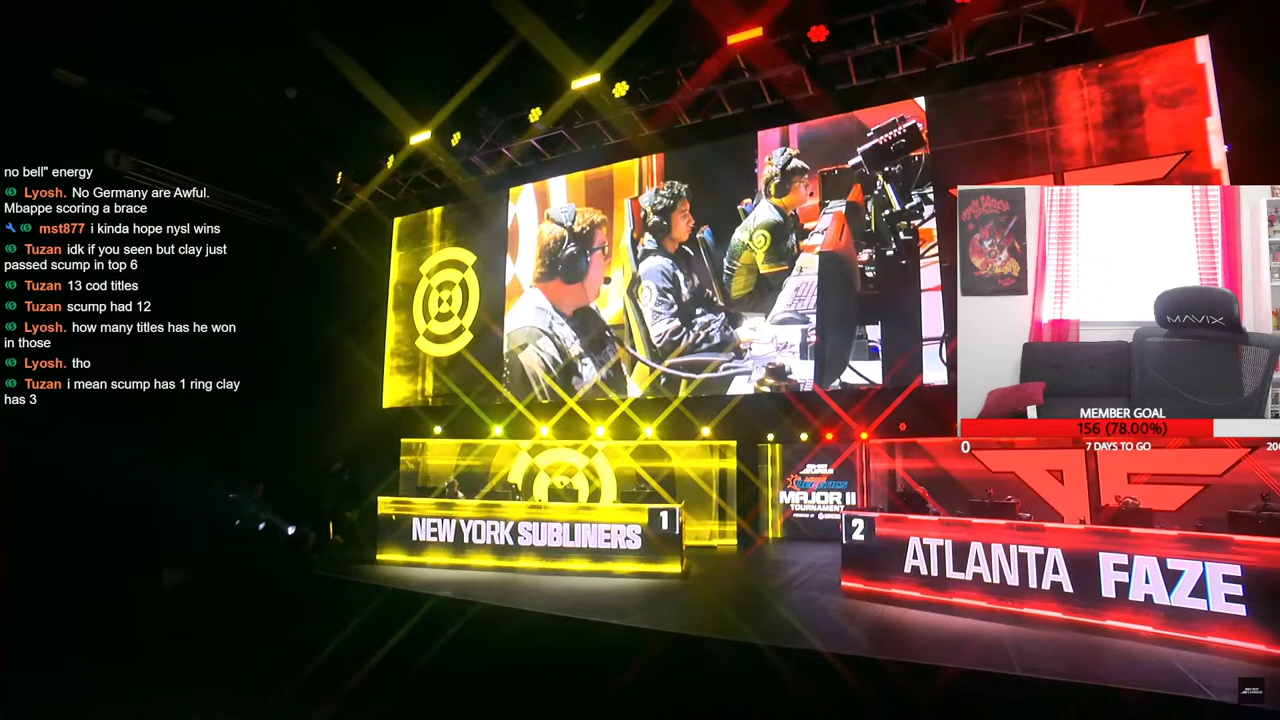 no bell" energy
Lyosh. No Germany are Awful.
Mbappe scoring a brace
mst877 i kinda hope nysl wins
Tuzan idk if you seen but clay just
passed scump in top 6
Tuzan 13 cod titles
Tuzan scump had 12
Lyosh. how many titles has he won
in those
Lyosh. tho
Tuzan i mean scump has 1 ring clay
has 3
MAVIX
MEMBER GOAL
156 (78.00%)
0 7 DAYS TO GO 20
MAJOR II
TOURNAMENT
NEW YORK SUBLINERS 1
2 ATLANTA FAZE